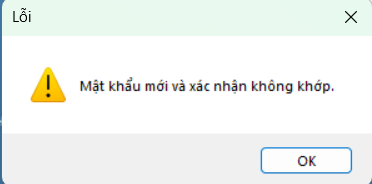 Lỗi
Mật khẩu mới và xác nhận không khớp.
OK